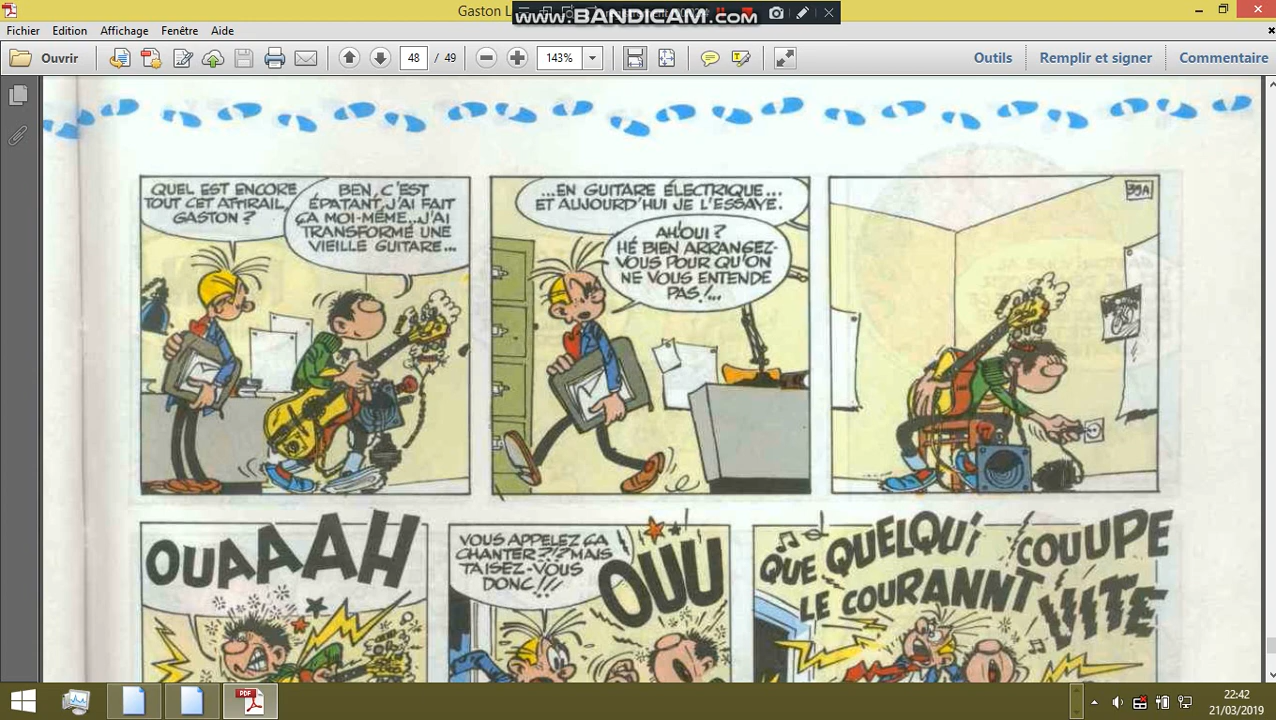 Gaston L
www.BANDICAM.com
Fichier Edition Affichage Fenêtre Aide
Ouvrir
48 / 49
143%
Outils
Remplir et signer
Commentaire
QUEL EST ENCORE
TOUT CET ATTIRAIL,
GASTON ?
BEN, C'EST
ÉPATANT, J'AI FAIT
ÇA MOI-MÊME...J'AI
TRANSFORMÉ UNE
VIEILLE GUITARE...
...EN GUITARE ÉLECTRIQUE...
ET AUJOURD'HUI JE L'ESSAYE.
AH! OUI ?
HÉ BIEN ARRANGEZ-
VOUS POUR QU'ON
NE VOUS ENTENDE
PAS!...
39A
OUAAAH
VOUS APPELEZ ÇA
CHANTER?!? MAIS
TAISEZ-VOUS
DONC!!!
OUU
QUE QUELQU'I COUUPE
LE COURANNT VITE
PDF
22:42
21/03/2019